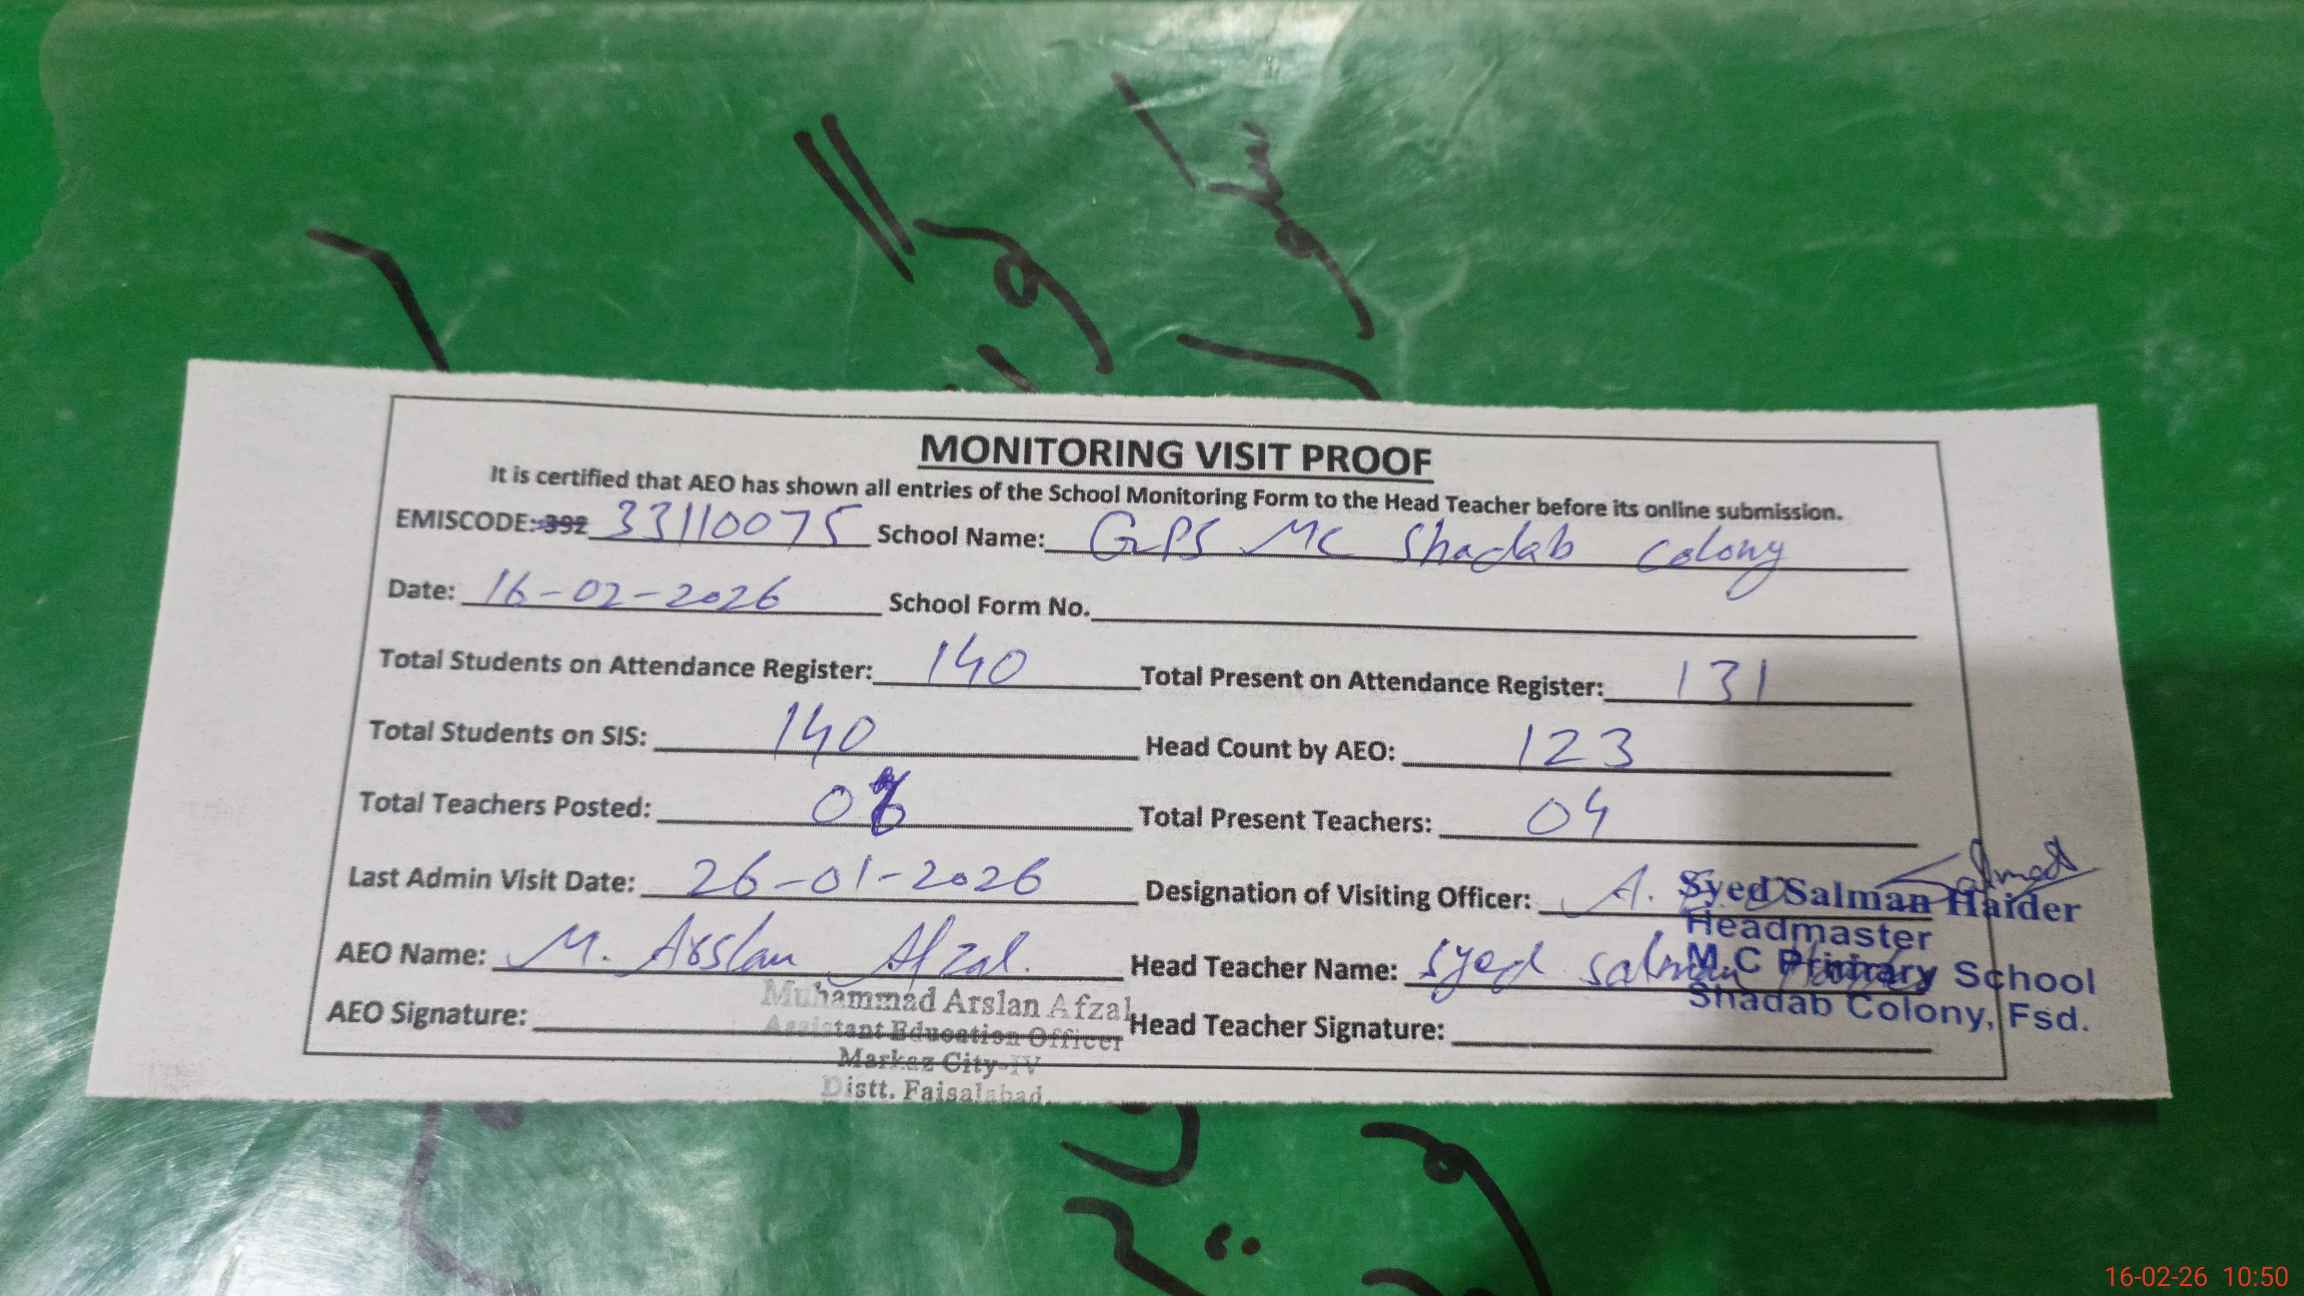 MONITORING VISIT PROOF
It is certified that AEO has shown all entries of the School Monitoring Form to the Head Teacher before its online submission.
EMISCODE: 392 33110075 School Name: GPS MC Shadab Colony
Date: 16-02-2026 School Form No.
Total Students on Attendance Register: 140 Total Present on Attendance Register: 131
Total Students on SIS: 140 Head Count by AEO: 123
Total Teachers Posted: Total Present Teachers: 04
Last Admin Visit Date: 26-01-2026 Designation of Visiting Officer: A.
Salman
Syed Salman Haider
Headmaster
M.C Primary School
Shadab Colony, Fsd.
AEO Name: M. Arslan Afzal. Head Teacher Name: Syed Salman
AEO Signature: Head Teacher Signature:
Muhammad Arslan Afzal
Assistant Education Officer
Markaz City-IV
Distt. Faisalabad.
16-02-26 10:50